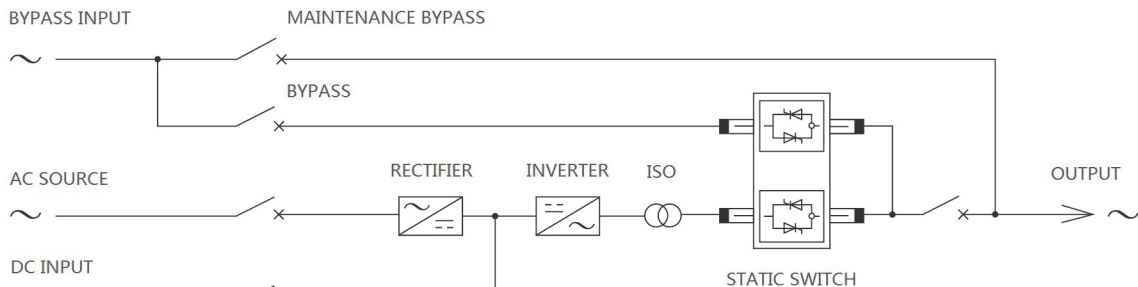 BYPASS INPUT
MAINTENANCE BYPASS
BYPASS
AC SOURCE
RECTIFIER
INVERTER
ISO
OUTPUT
DC INPUT
STATIC SWITCH